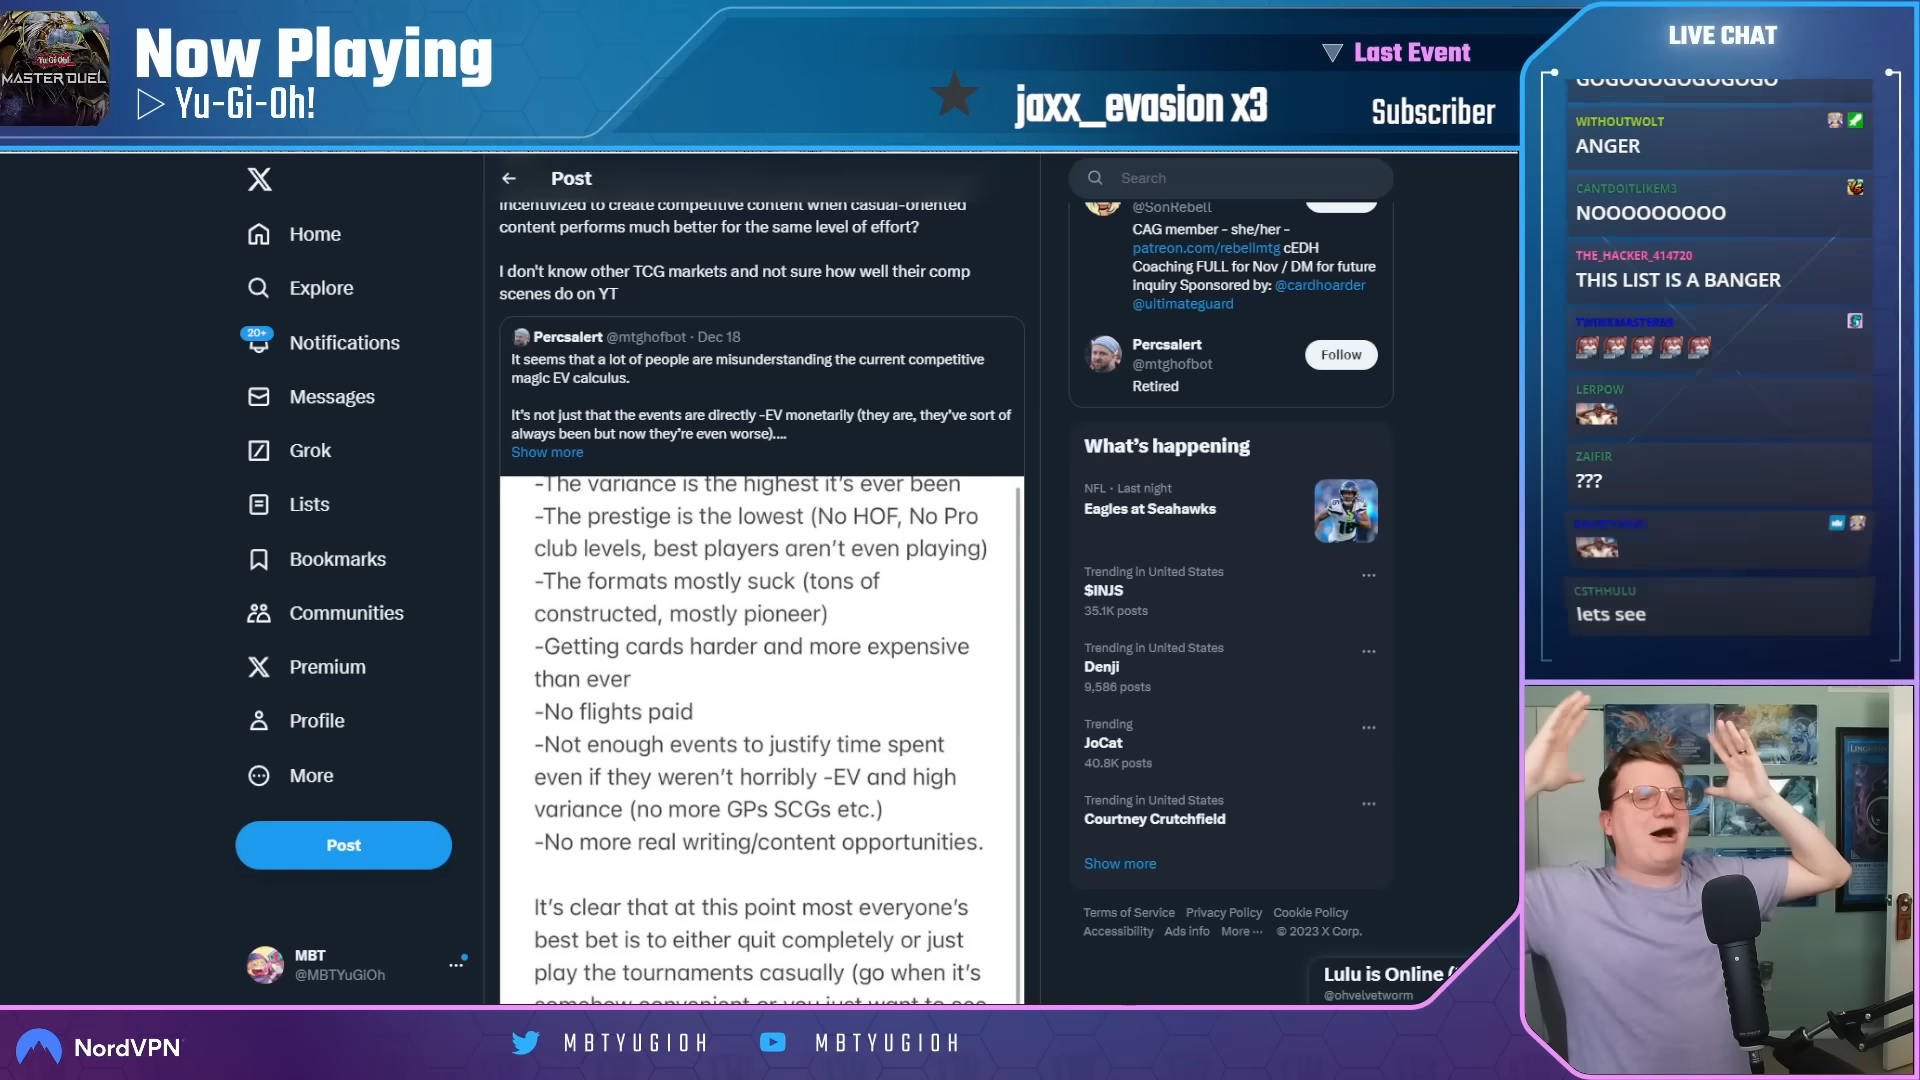 Yu-Gi-Oh!
MASTER DUEL
Now Playing
Yu-Gi-Oh!
Last Event
jaxx_evasion x3
Subscriber
LIVE CHAT
GOGOGOGOGOGOGO
WITHOUTWOLT
ANGER
CANTDOITLIKEM3
NOOOOOOOOO
THE_HACKER_414720
THIS LIST IS A BANGER
TWINKMASTER69
LERPOW
ZAIFIR
???
CSTHHULU
lets see
Home
Explore
20+
Notifications
Messages
Grok
Lists
Bookmarks
Communities
Premium
Profile
More
Post
MBT
@MBTYuGiOh
Post
incentivized to create competitive content when casual-oriented
content performs much better for the same level of effort?
I don't know other TCG markets and not sure how well their comp
scenes do on YT
Percsalert @mtghofbot · Dec 18
It seems that a lot of people are misunderstanding the current competitive
magic EV calculus.
It's not just that the events are directly -EV monetarily (they are, they've sort of
always been but now they're even worse)....
Show more
-The variance is the highest it's ever been
-The prestige is the lowest (No HOF, No Pro
club levels, best players aren't even playing)
-The formats mostly suck (tons of
constructed, mostly pioneer)
-Getting cards harder and more expensive
than ever
-No flights paid
-Not enough events to justify time spent
even if they weren't horribly -EV and high
variance (no more GPs SCGs etc.)
-No more real writing/content opportunities.
It's clear that at this point most everyone's
best bet is to either quit completely or just
play the tournaments casually (go when it's
somehow convenient or you just want to see
Search
@SonRebell
CAG member - she/her -
patreon.com/rebellmtg cEDH
Coaching FULL for Nov / DM for future
inquiry Sponsored by: @cardhoarder
@ultimateguard
Percsalert
@mtghofbot
Follow
Retired
What's happening
NFL · Last night
Eagles at Seahawks
Trending in United States
$INJS
35.1K posts
Trending in United States
Denji
9,586 posts
Trending
JoCat
40.8K posts
Trending in United States
Courtney Crutchfield
Show more
Terms of Service Privacy Policy Cookie Policy
Accessibility Ads info More ··· © 2023 X Corp.
Lulu is Online (
@ohvelvetworm
NordVPN
MBTYUGIOH
MBTYUGIOH